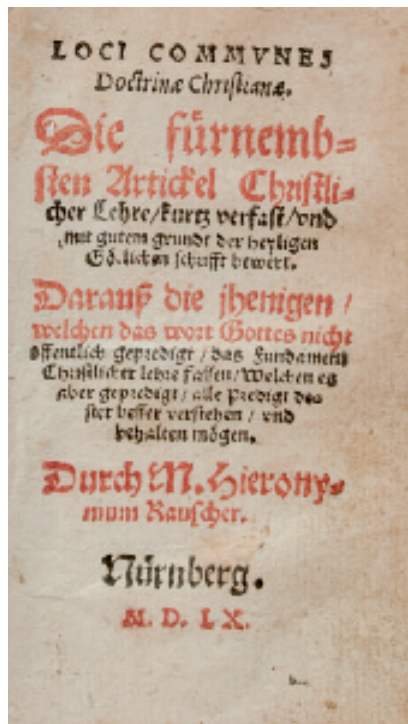 LOCI COMMVNES
Doctrinæ Christianæ.
Die fürnemb=
sten Artickel Christli=
cher Lehre/kurtz verfast/vnd
mit gutem grundt der heyligen
Göttlichen schrifft bewert.
Darauß die jhenigen /
welchen das wort Gottes nicht
öffentlich gepredigt / das Fundament
Christlicher lehre fassen/Welchen es
aber gepredigt / alle Predigt des
ster besser verstehen / vnd
behalten mögen.
Durch M. Hierony=
mum Rauscher.
Nürnberg.
M. D. LX.